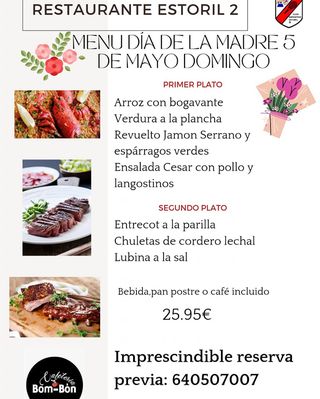 RESTAURANTE ESTORIL 2
MENU DÍA DE LA MADRE 5
DE MAYO DOMINGO
PRIMER PLATO
Arroz con bogavante
Verdura a la plancha
Revuelto Jamon Serrano y
espárragos verdes
Ensalada Cesar con pollo y
langostinos
SEGUNDO PLATO
Entrecot a la parilla
Chuletas de cordero lechal
Lubina a la sal
Bebida,pan postre o café incluido
25.95€
Cafetería
Bom-Bon
Imprescindible reserva
previa: 640507007